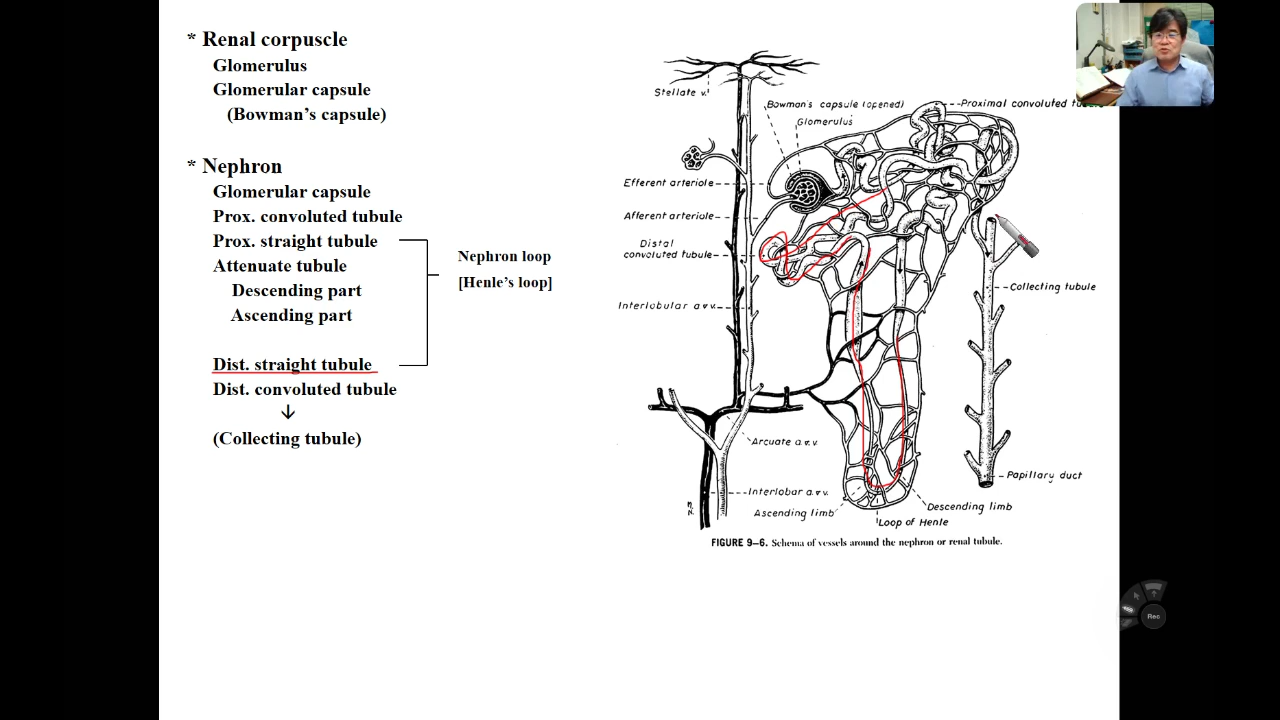 * Renal corpuscle
Glomerulus
Glomerular capsule
(Bowman's capsule)
* Nephron
Glomerular capsule
Prox. convoluted tubule
Prox. straight tubule
Attenuate tubule
Descending part
Ascending part
Dist. straight tubule
Dist. convoluted tubule
↓
(Collecting tubule)
Nephron loop
[Henle's loop]
Stellate v.
Bowman's capsule (opened)
Glomerulus
Proximal convoluted
Efferent arteriole
Afferent arteriole
Distal
convoluted tubule
Interlobular a & v.
Collecting tubule
Arcuate a. & v.
Papillary duct
Interlobar a. & v.
Ascending limb
Descending limb
Loop of Henle
FIGURE 9–6. Schema of vessels around the nephron or renal tubule.
Rec